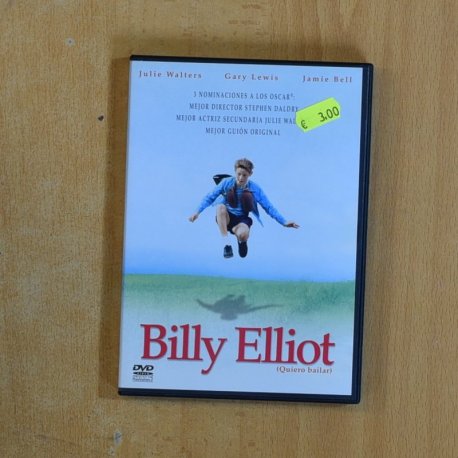 Julie Walters Gary Lewis Jamie Bell
3 NOMINACIONES A LOS OSCAR®
MEJOR DIRECTOR STEPHEN DALDRY
€ 3,00
MEJOR ACTRIZ SECUNDARIA JULIE WAL
MEJOR GUIÓN ORIGINAL
Billy Elliot
(Quiero bailar)
DVD